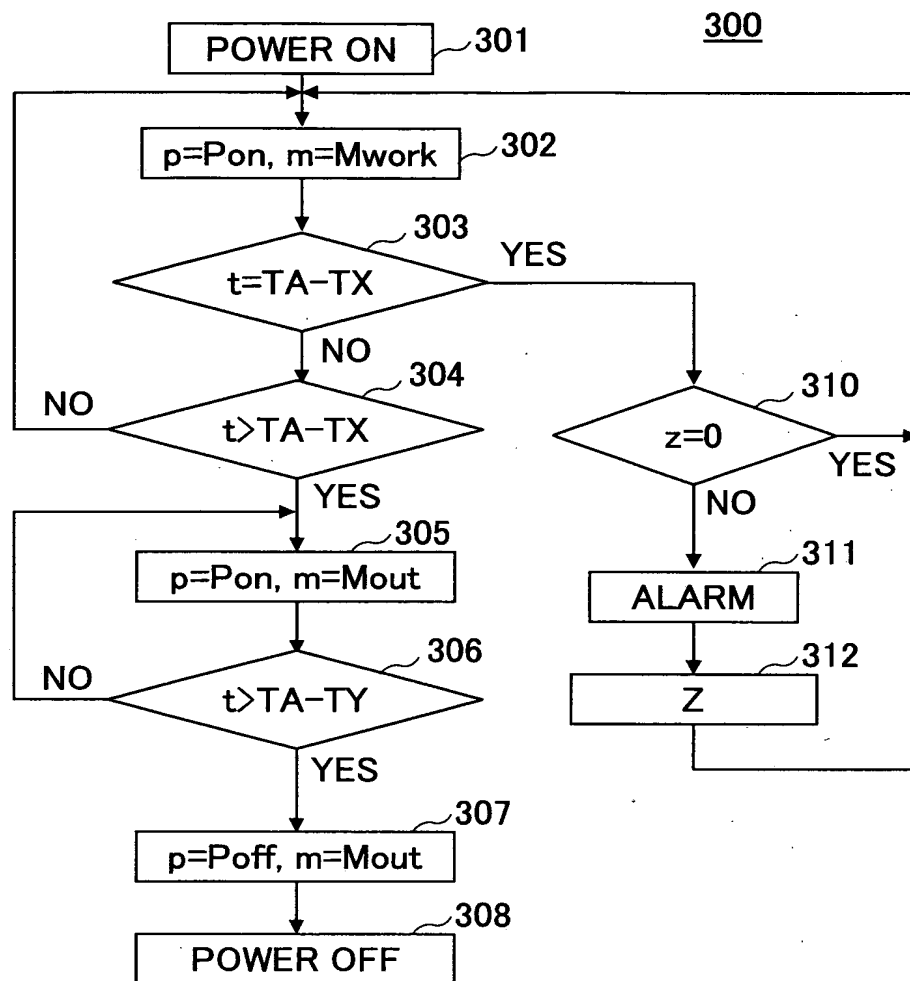 300
POWER ON
301
p=Pon, m=Mwork
302
303
t=TA-TX
YES
NO
304
NO
t>TA-TX
YES
310
z=0
YES
NO
305
p=Pon, m=Mout
311
ALARM
306
NO
t>TA-TY
YES
312
Z
307
p=Poff, m=Mout
308
POWER OFF